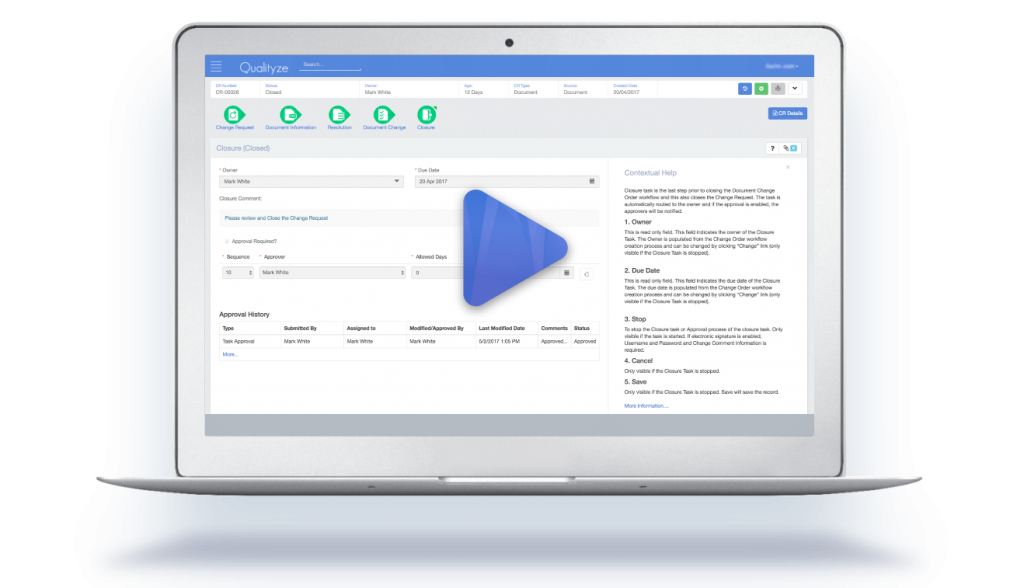 Qualityze
Search...
CR Number Status Owner Age CR Type Source Created Date
CR-00028 Closed Mark White 12 Days Document Document 20/04/2017
Change Request Document Information Resolution Document Change Closure
CR Details
Closure (Closed)
?
* Owner * Due Date
Mark White 23 Apr 2017
Closure Comment:
Please review and Close the Change Request
Approval Required?
* Sequence * Approver * Allowed Days
10 Mark White 0
Approval History
Type Submitted By Assigned to Modified/Approved By Last Modified Date Comments Status
Task Approval Mark White Mark White Mark White 5/2/2017 1:05 PM Approved... Approved
More...
Contextual Help
x
Closure task is the last step prior to closing the Document Change
Order workflow and this also closes the Change Request. The task is
automatically routed to the owner and if the approval is enabled, the
approvers will be notified.
1. Owner
This is read only field. This field indicates the owner of the Closure
Task. The Owner is populated from the Change Order workflow
creation process and can be changed by clicking "Change" link (only
visible if the Closure Task is stopped).
2. Due Date
This is read only field. This field indicates the due date of the Closure
Task. The due date is populated from the Change Order workflow
creation process and can be changed by clicking "Change" link (only
visible if the Closure Task is stopped).
3. Stop
To stop the Closure task or Approval process of the closure task. Only
visible if the task is started. If electronic signature is enabled,
Username and Password and Change Comment information is
required.
4. Cancel
Only visible if the Closure Task is stopped.
5. Save
Only visible if the Closure Task is stopped. Save will save the record.
More Information....